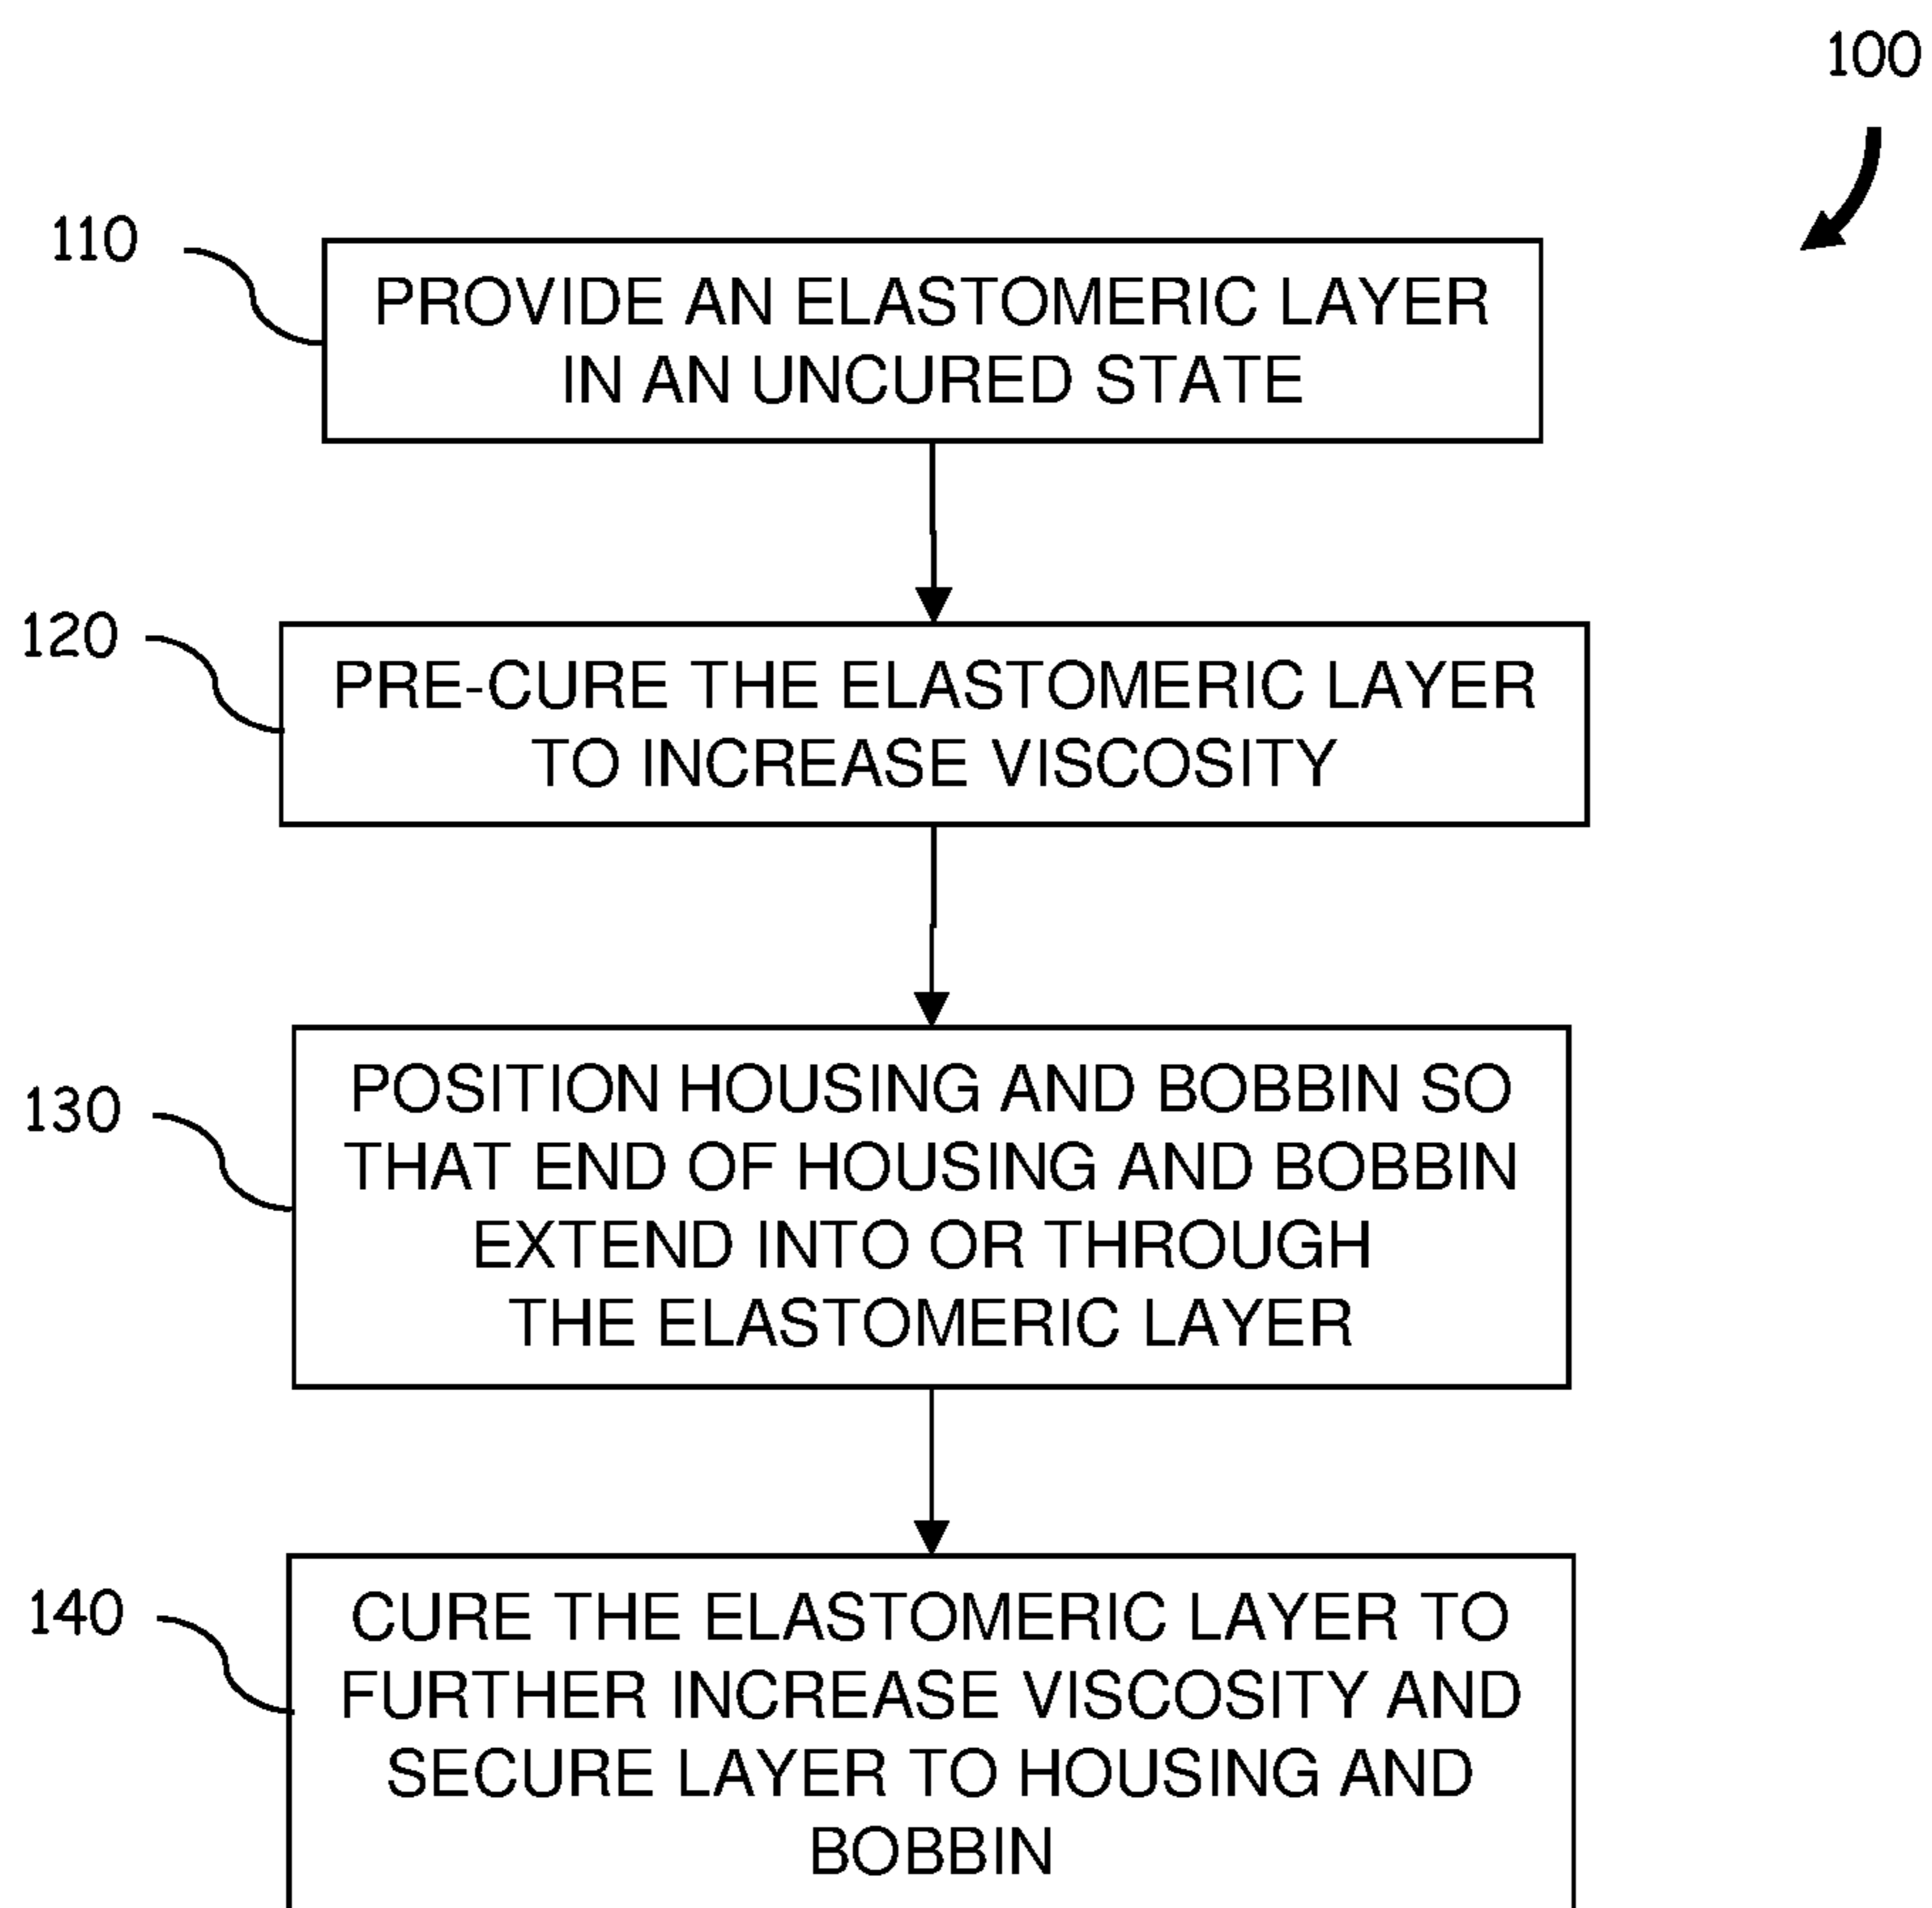 100
110
PROVIDE AN ELASTOMERIC LAYER
IN AN UNCURED STATE
120
PRE-CURE THE ELASTOMERIC LAYER
TO INCREASE VISCOSITY
130
POSITION HOUSING AND BOBBIN SO
THAT END OF HOUSING AND BOBBIN
EXTEND INTO OR THROUGH
THE ELASTOMERIC LAYER
140
CURE THE ELASTOMERIC LAYER TO
FURTHER INCREASE VISCOSITY AND
SECURE LAYER TO HOUSING AND
BOBBIN